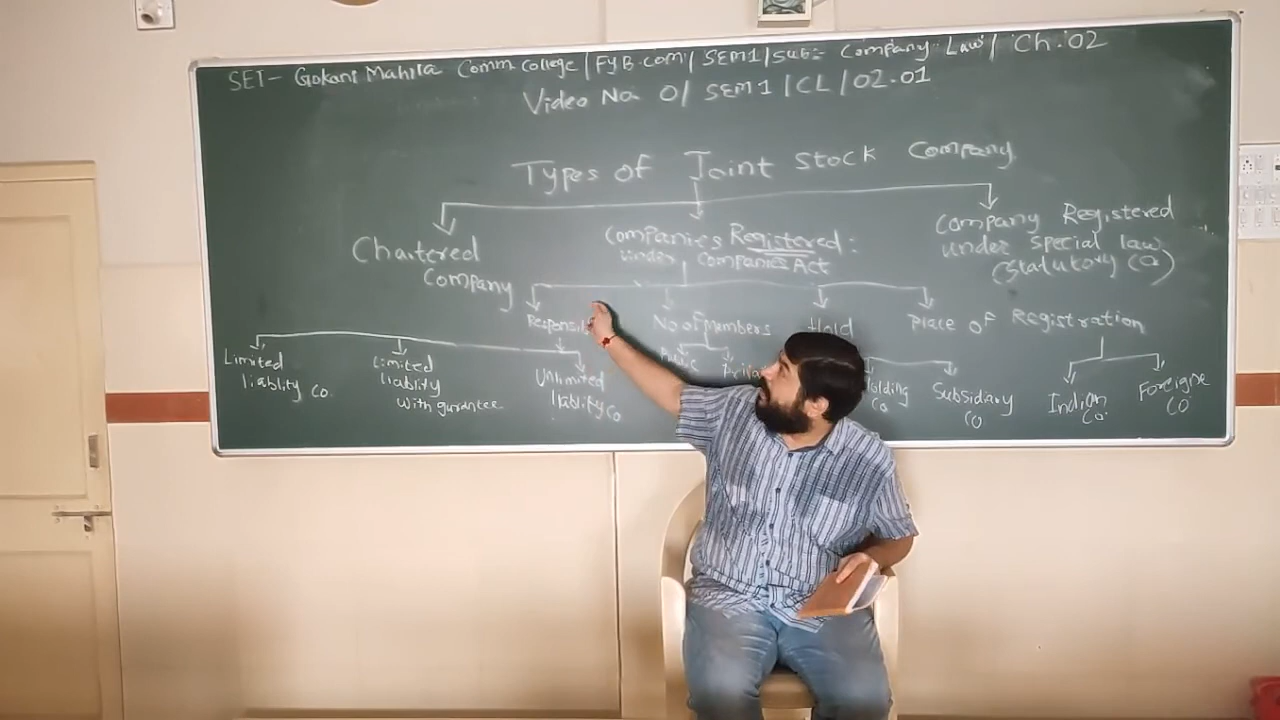 SET- Gokani Mahila Comm. College / FY B.com / SEM1 / Sub:- Company Law / Ch. 02
Video No. 01 SEM1 / CL / 02.01
Types of Joint Stock Company
Chartered
Company
Companies Registered:
under Companies Act
Company Registered
under special law
(Statutory Co)
No of Members
Hold
Place of Registration
Limited
liablity Co.
Limited
liablity
With gurantee
Unlimited
liablity Co
Public
Subsidary
Co
Indian
Co.
Foreigne
Co